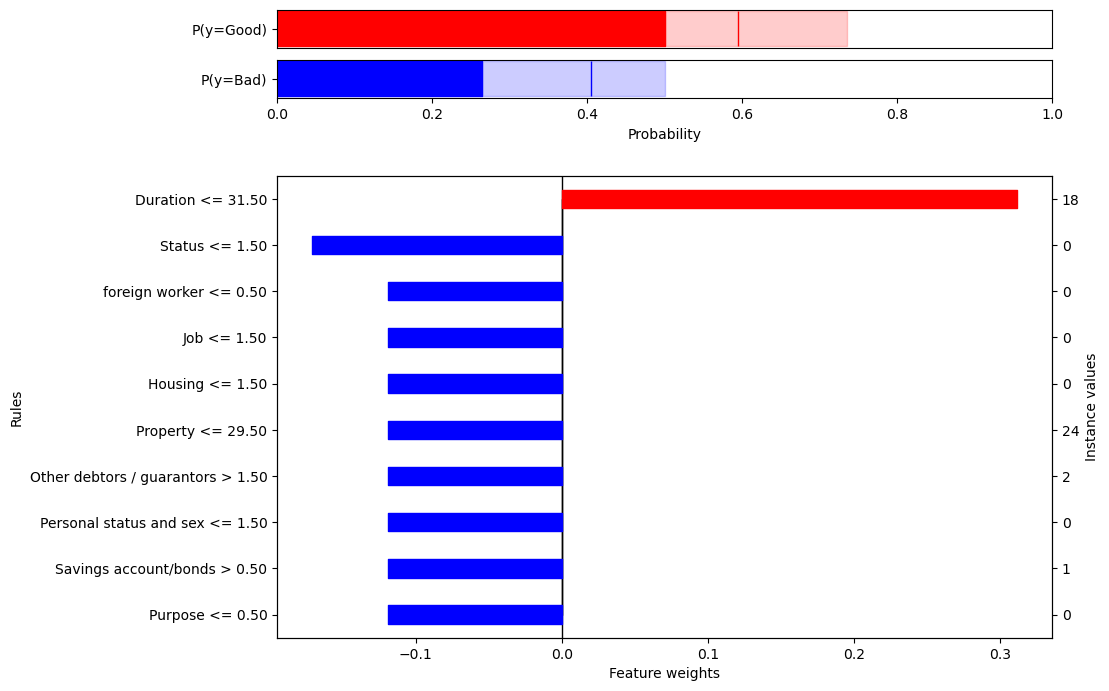 P(y=Good)
P(y=Bad)
0.0 0.2 0.4 0.6 0.8 1.0
Probability
Duration <= 31.50 18
Status <= 1.50 0
foreign worker <= 0.50 0
Job <= 1.50 0
Housing <= 1.50 0
Property <= 29.50 24
Other debtors / guarantors > 1.50 2
Personal status and sex <= 1.50 0
Savings account/bonds > 0.50 1
Purpose <= 0.50 0
Rules
Instance values
−0.1 0.0 0.1 0.2 0.3
Feature weights